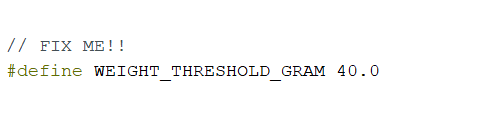 // FIX ME!!
#define WEIGHT_THRESHOLD_GRAM 40.0